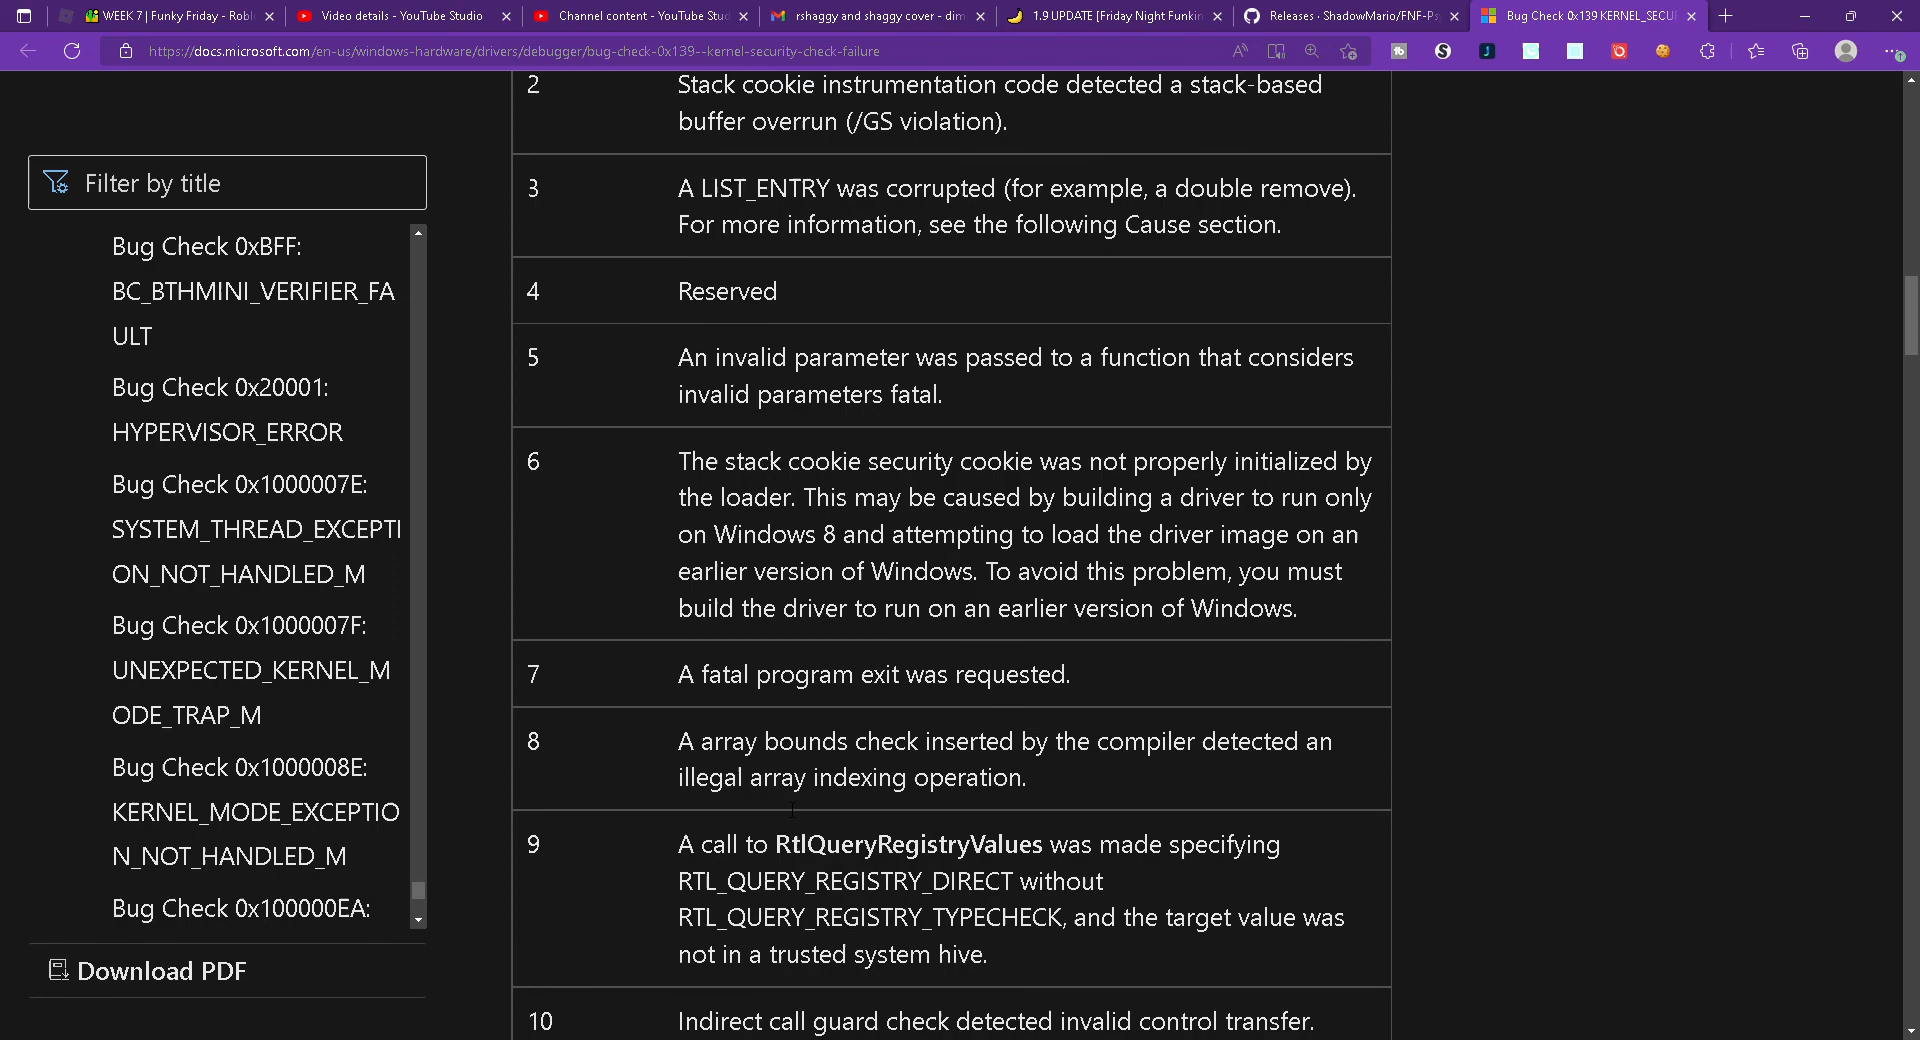 WEEK 7 | Funky Friday - Robl
Video details - YouTube Studio
Channel content - YouTube Stud
rshaggy and shaggy cover - dim
1.9 UPDATE [Friday Night Funkin
Releases · ShadowMario/FNF-Ps
Bug Check 0x139 KERNEL_SECUR
https://docs.microsoft.com/en-us/windows-hardware/drivers/debugger/bug-check-0x139--kernel-security-check-failure
Filter by title
Bug Check 0xBFF:
BC_BTHMINI_VERIFIER_FA
ULT
Bug Check 0x20001:
HYPERVISOR_ERROR
Bug Check 0x1000007E:
SYSTEM_THREAD_EXCEPTI
ON_NOT_HANDLED_M
Bug Check 0x1000007F:
UNEXPECTED_KERNEL_M
ODE_TRAP_M
Bug Check 0x1000008E:
KERNEL_MODE_EXCEPTIO
N_NOT_HANDLED_M
Bug Check 0x100000EA:
Download PDF
2 Stack cookie instrumentation code detected a stack-based
buffer overrun (/GS violation).
3 A LIST_ENTRY was corrupted (for example, a double remove).
For more information, see the following Cause section.
4 Reserved
5 An invalid parameter was passed to a function that considers
invalid parameters fatal.
6 The stack cookie security cookie was not properly initialized by
the loader. This may be caused by building a driver to run only
on Windows 8 and attempting to load the driver image on an
earlier version of Windows. To avoid this problem, you must
build the driver to run on an earlier version of Windows.
7 A fatal program exit was requested.
8 A array bounds check inserted by the compiler detected an
illegal array indexing operation.
9 A call to RtlQueryRegistryValues was made specifying
RTL_QUERY_REGISTRY_DIRECT without
RTL_QUERY_REGISTRY_TYPECHECK, and the target value was
not in a trusted system hive.
10 Indirect call guard check detected invalid control transfer.